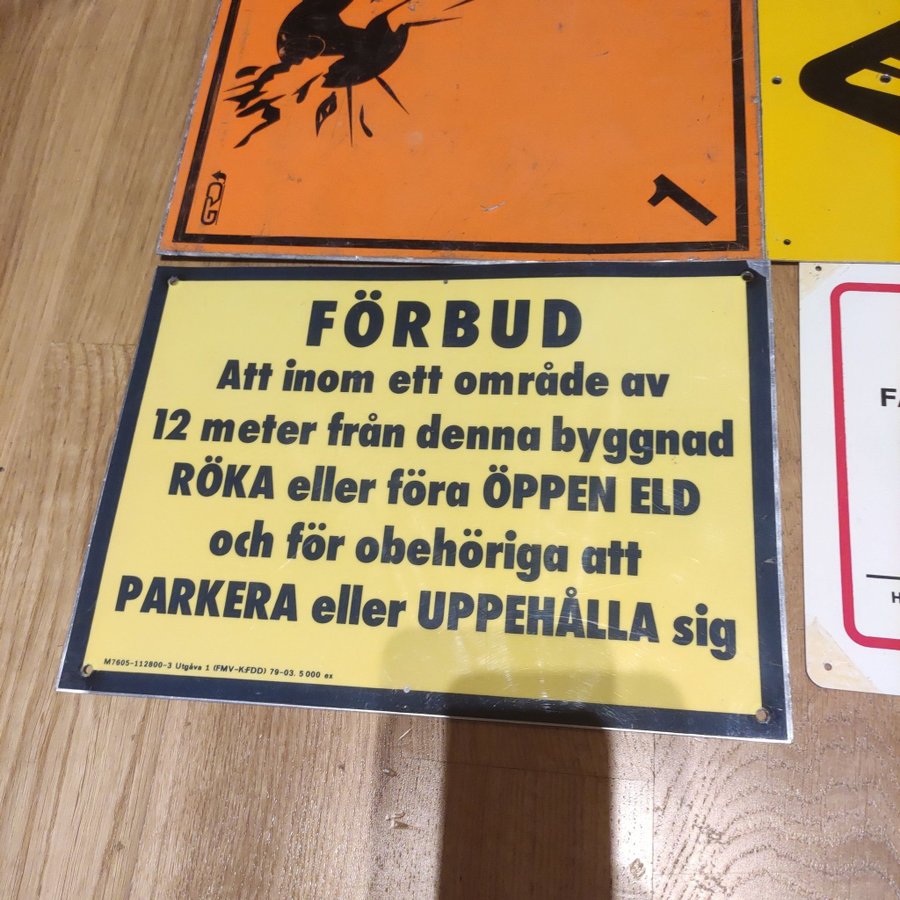 GRO
1
FÖRBUD
Att inom ett område av
12 meter från denna byggnad
RÖKA eller föra ÖPPEN ELD
och för obehöriga att
PARKERA eller UPPEHÅLLA sig
M7605-112800-3 Utgåva 1 (FMV-K:FDD) 79-03. 5 000 ex